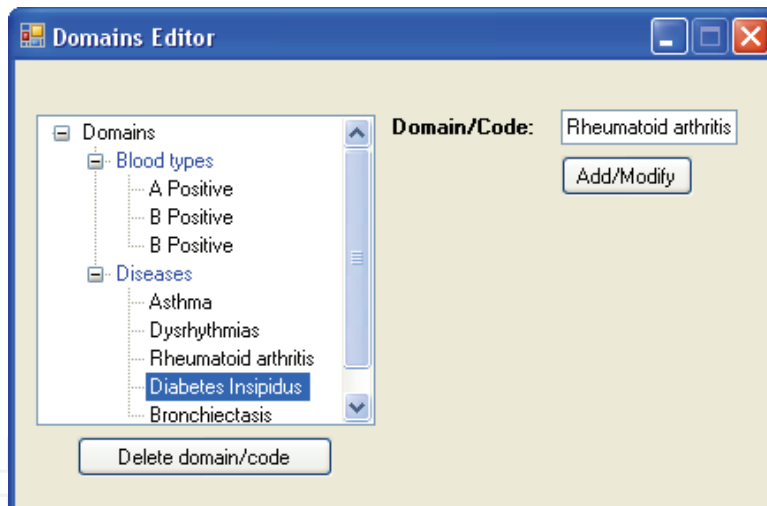 Domains Editor
Domains
Blood types
A Positive
B Positive
B Positive
Diseases
Asthma
Dysrhythmias
Rheumatoid arthritis
Diabetes Insipidus
Bronchiectasis
Delete domain/code
Domain/Code: Rheumatoid arthritis
Add/Modify